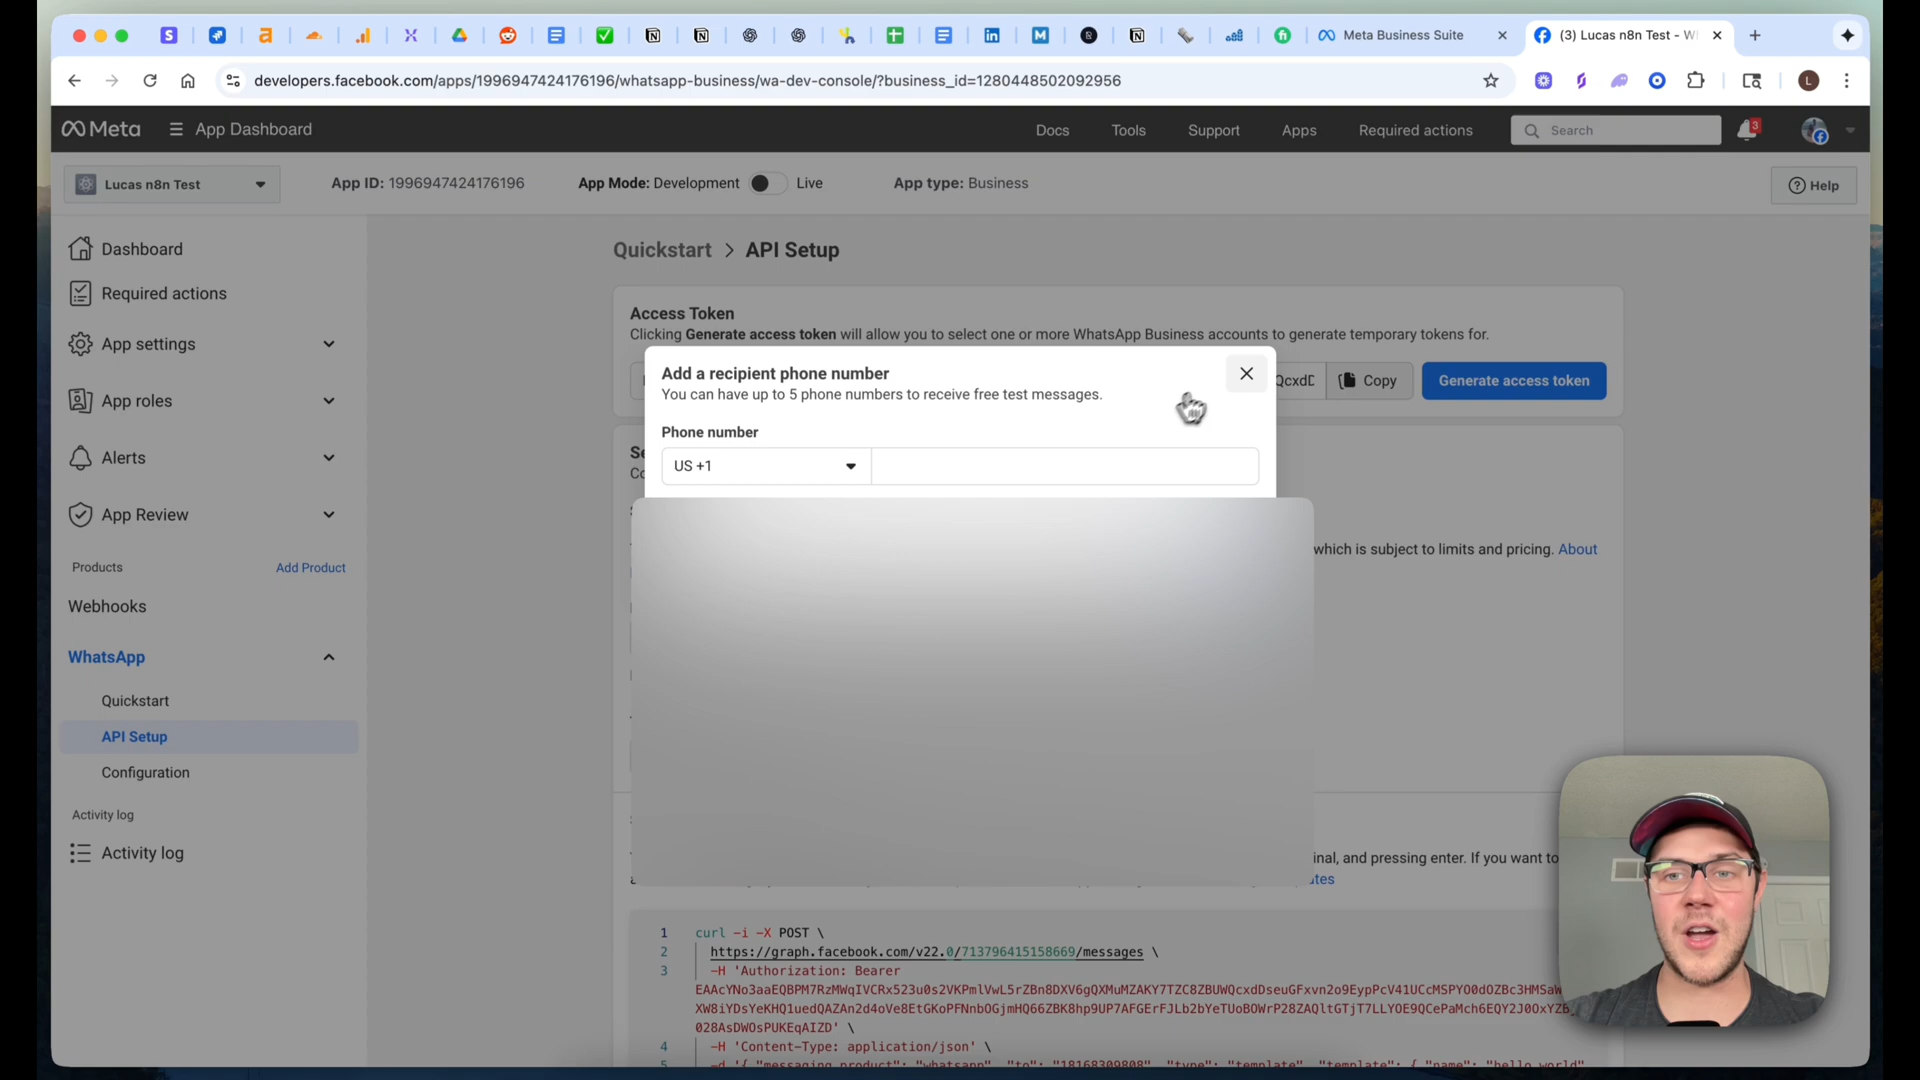 Meta Business Suite
(3) Lucas n8n Test - W
developers.facebook.com/apps/1996947424176196/whatsapp-business/wa-dev-console/?business_id=1280448502092956
L
Meta
App Dashboard
Docs
Tools
Support
Apps
Required actions
Search
3
Lucas n8n Test
App ID: 1996947424176196
App Mode: Development
Live
App type: Business
Help
Dashboard
Required actions
App settings
App roles
Alerts
App Review
Products
Add Product
Webhooks
WhatsApp
Quickstart
API Setup
Configuration
Activity log
Activity log
Quickstart > API Setup
Access Token
Clicking Generate access token will allow you to select one or more WhatsApp Business accounts to generate temporary tokens for.
QcxdD
Copy
Generate access token
Add a recipient phone number
You can have up to 5 phone numbers to receive free test messages.
Phone number
US +1
which is subject to limits and pricing. About
inal, and pressing enter. If you want to
1 curl -i -X POST \
2 https://graph.facebook.com/v22.0/713796415158669/messages \
3 -H 'Authorization: Bearer
EAAcYNo3aaEQBPM7RzMWqIVCRx523u0s2VKPmlVwL5rZBn8DXV6gQXMuMZAKY7TZC8ZBUWQcxdDseuGFxvn2o9EypPcV41UCcMSPYO0dOZBc3HMSaW
XW8iYDsYeKHQ1uedQAZAn2d4oVe8EtGKoPFNnbOGjmHQ66ZBK8hp9UP7AFGErFJLb2bYeTUoBOWrP28ZAQltGTjT7LLYOE9QCePaMch6EQY2J0OxYZB
028AsDWOsPUKEqAIZD' \
4 -H 'Content-Type: application/json' \
5 -d '{ "messaging_product": "whatsapp", "to": "18168309808", "type": "template", "template": { "name": "hello_world"